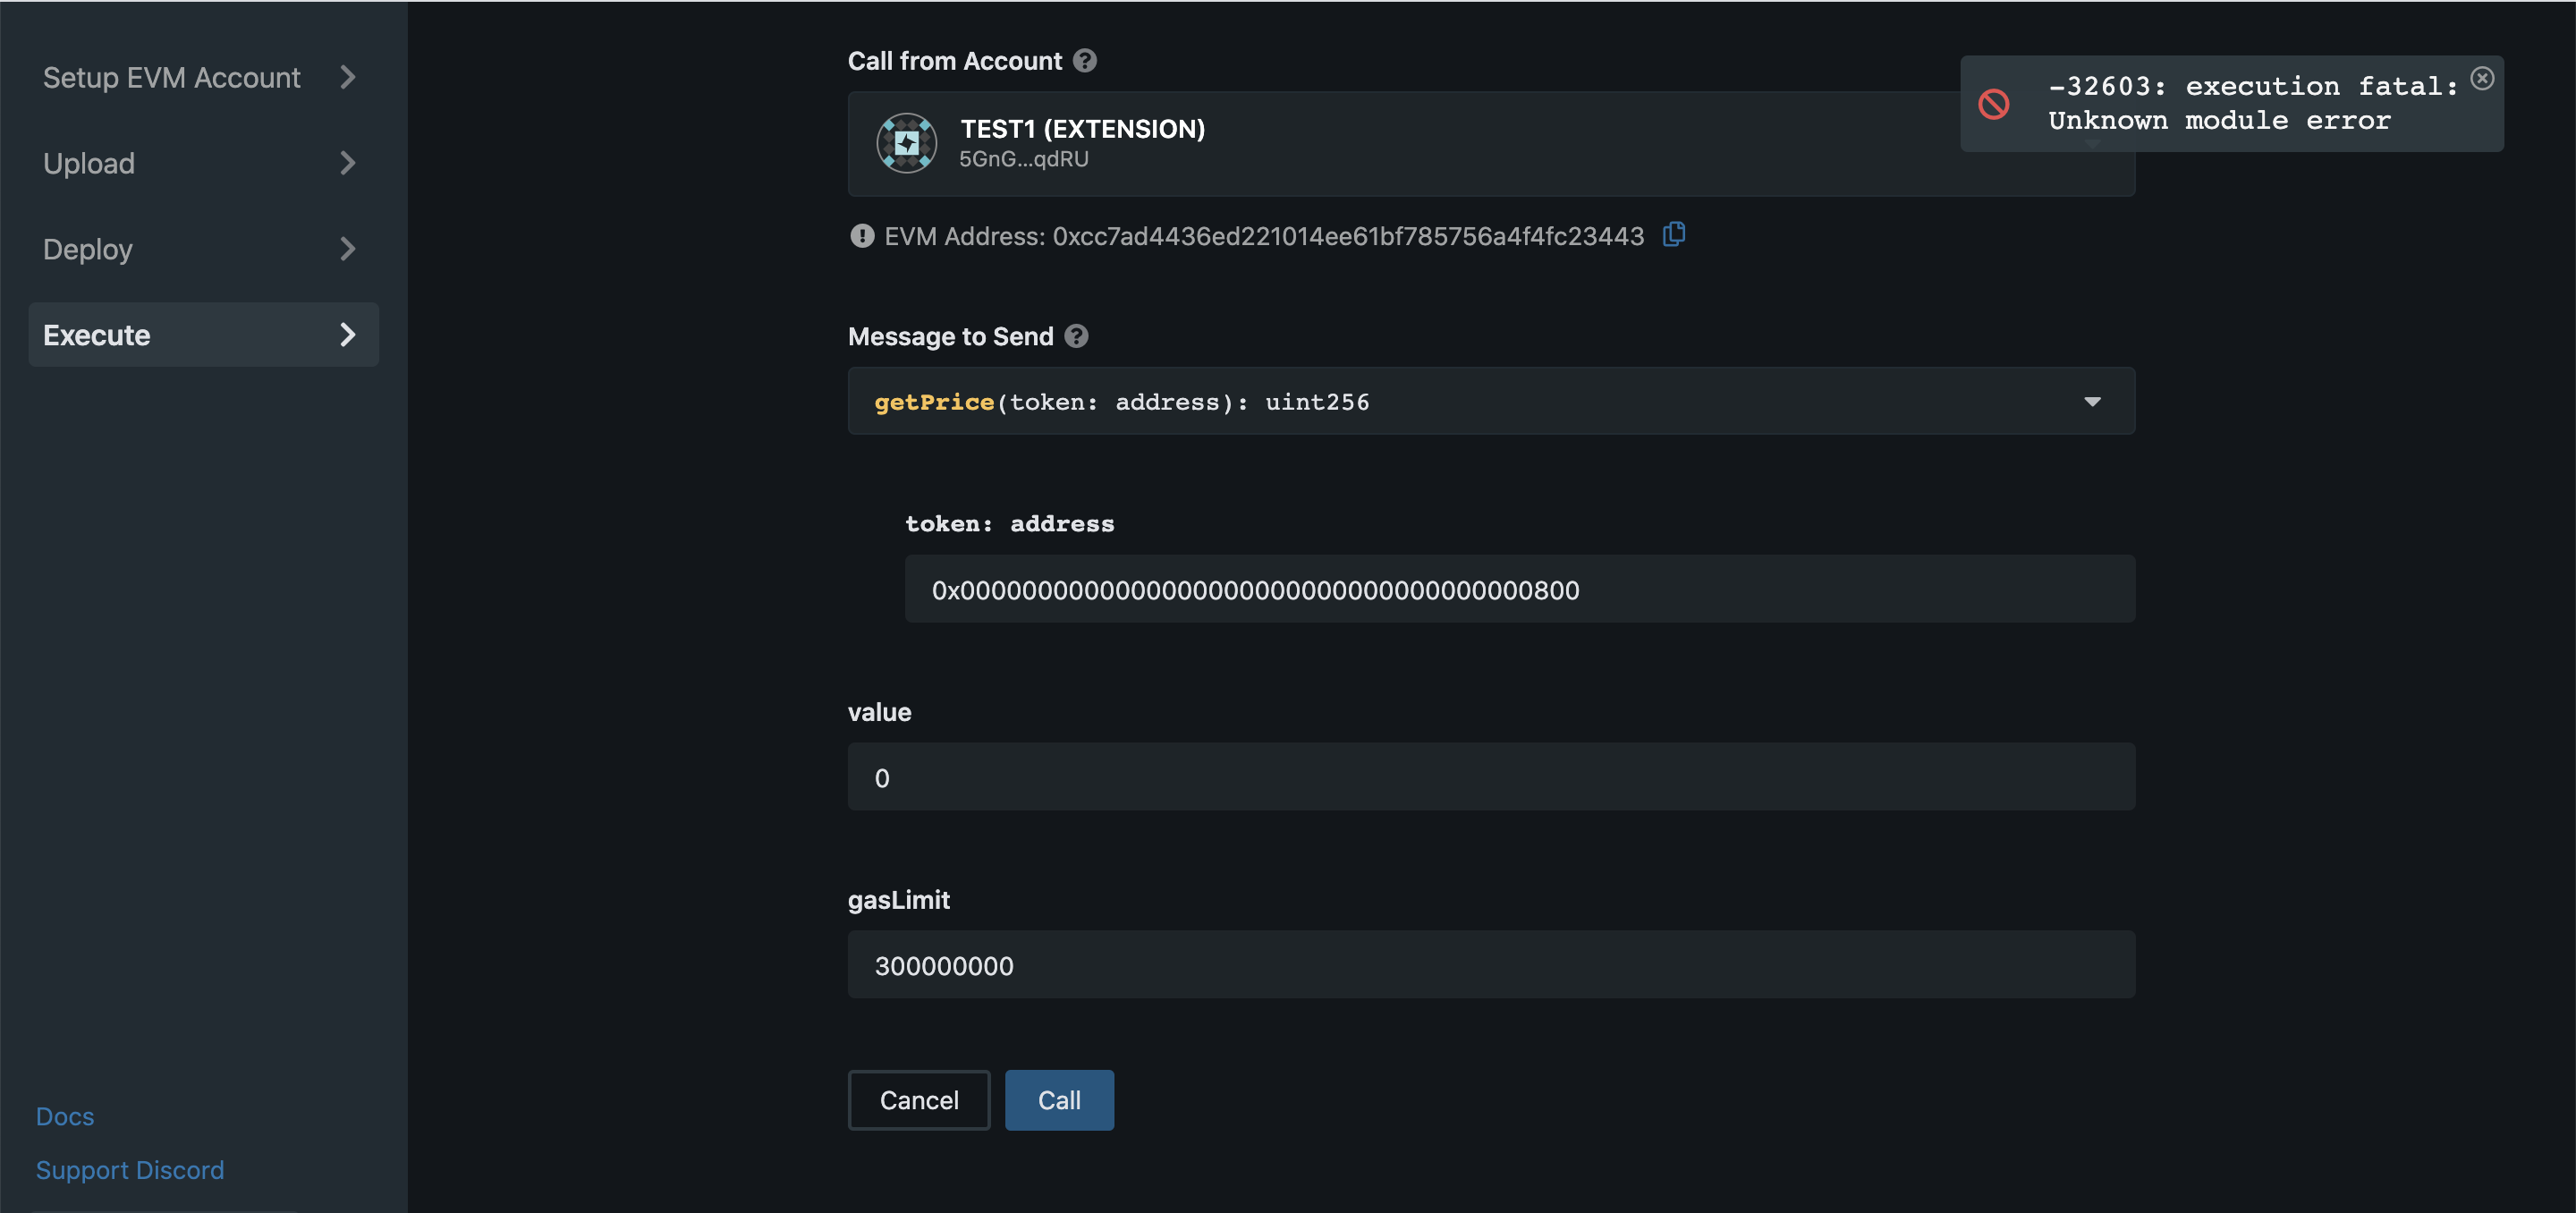 Setup EVM Account
Upload
Deploy
Execute
Docs
Support Discord
Call from Account
TEST1 (EXTENSION)
5GnG...qdRU
EVM Address: 0xcc7ad4436ed221014ee61bf785756a4f4fc23443
Message to Send
getPrice(token: address): uint256
token: address
0x0000000000000000000000000000000000000800
value
0
gasLimit
300000000
Cancel
Call
-32603: execution fatal:
Unknown module error